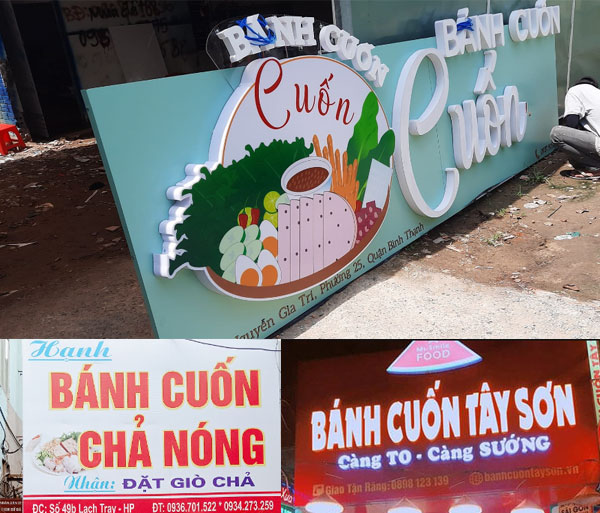 BÁNH CUỐN
Cuốn
BÁNH CUỐN
Cuốn
Nguyễn Gia Trí, Phường 25, Quận Bình Thạnh
Hạnh
BÁNH CUỐN
CHẢ NÓNG
Nhân: ĐẶT GIÒ CHẢ
ĐC: Số 49b Lạch Tray - HP ĐT: 0936.701.522 * 0934.273.259
FOOD
BÁNH CUỐN TÂY SƠN
Càng TO - Càng SƯỚNG
Giao Tận Răng: 0898 123 139
banhcuontayson.vn